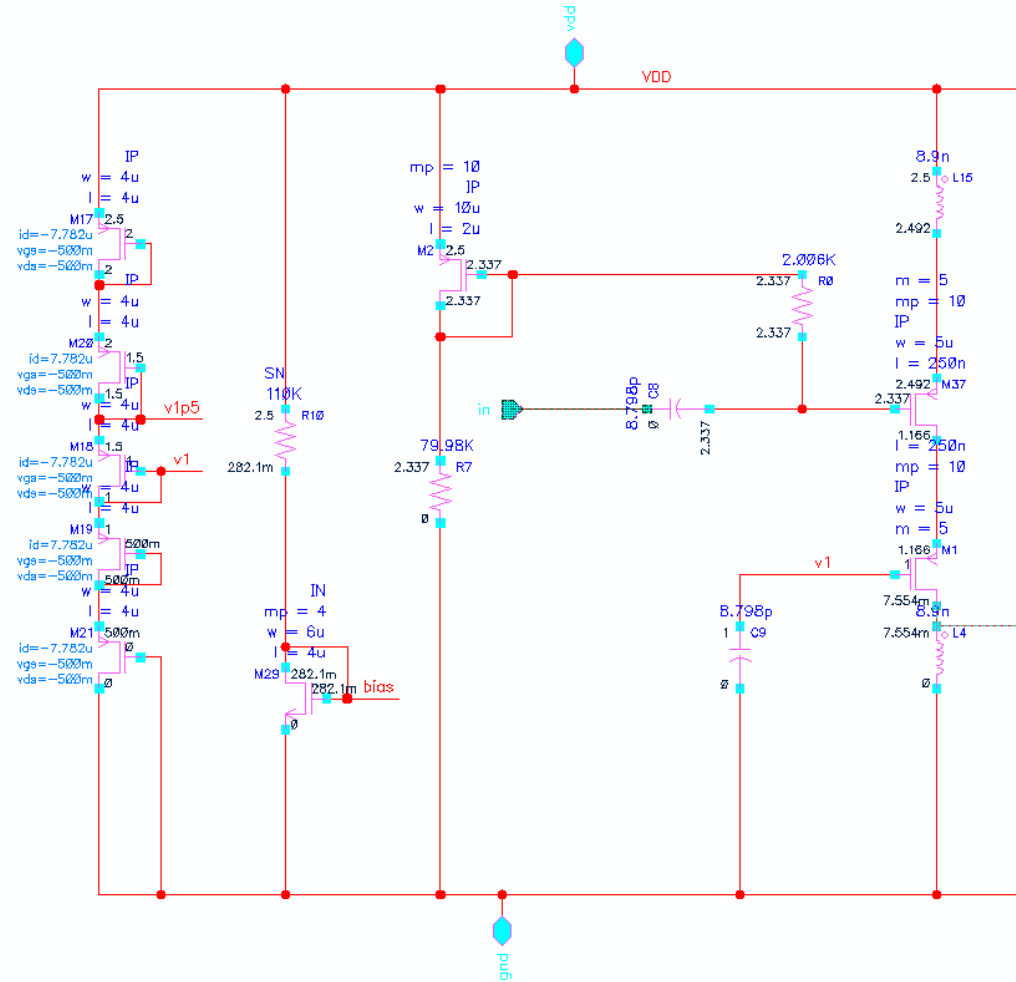 vdd
VDD
IP
w = 4u
l = 4u
M17
2.5
id=-7.782u
vgs=-500m
vds=-500m
2
2
IP
w = 4u
l = 4u
M20
2
id=7.782u
vgs=-500m
vds=-500m
1.5
1.5
IP
w = 4u
l = 4u
v1p5
M18
1.5
id=-7.782u
vgs=-500m
vds=-500m
1
v1
IP
w = 4u
l = 4u
M19
1
id=7.782u
vgs=-500m
vds=-500m
500m
500m
IP
w = 4u
l = 4u
M21
500m
id=-7.782u
vgs=-500m
vds=-500m
0
0
SN
110K
2.5
R10
282.1m
IN
mp = 4
w = 6u
l = 4u
M29
282.1m
282.1m
bias
0
mp = 10
IP
w = 10u
l = 2u
M2
2.5
2.337
2.337
79.98K
2.337
R7
0
in
8.798p
C8
0
2.337
2.006K
2.337
R0
2.337
8.9n
2.5
L15
2.492
m = 5
mp = 10
IP
w = 5u
l = 250n
2.492
M37
2.337
1.166
l = 250n
mp = 10
IP
w = 5u
m = 5
1.166
M1
v1
1
7.554m
8.798p
1
C9
0
8.9n
7.554m
L4
0
gnd